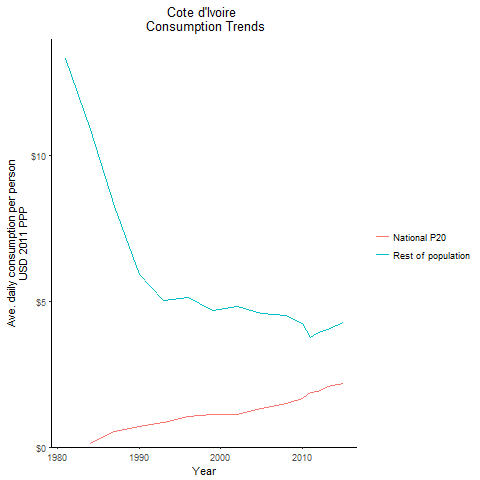 Cote d'Ivoire
Consumption Trends
Ave. daily consumption per person
USD 2011 PPP
$10
$5
$0
1980
1990
2000
2010
Year
National P20
Rest of population